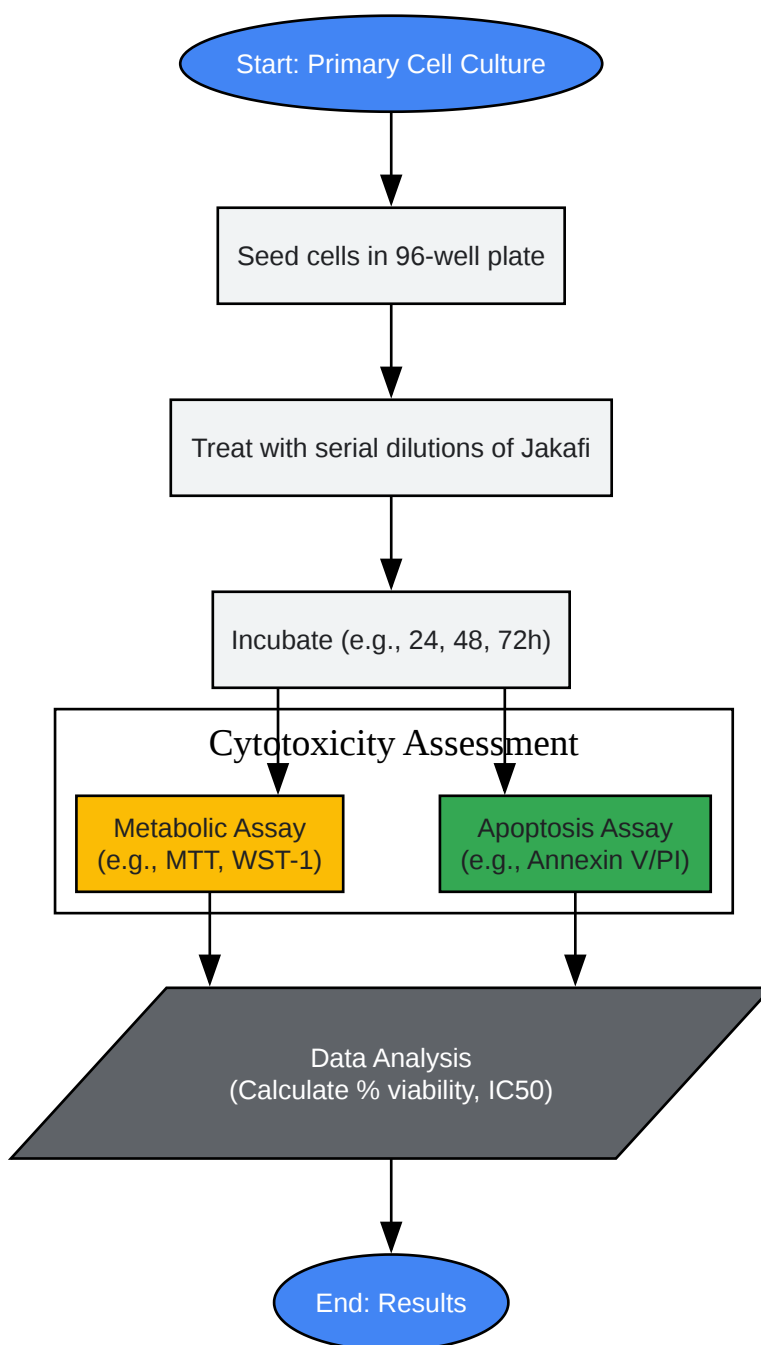 Start: Primary Cell Culture
Seed cells in 96-well plate
Treat with serial dilutions of Jakafi
Incubate (e.g., 24, 48, 72h)
Cytotoxicity Assessment
Metabolic Assay
(e.g., MTT, WST-1)
Apoptosis Assay
(e.g., Annexin V/PI)
Data Analysis
(Calculate % viability, IC50)
End: Results